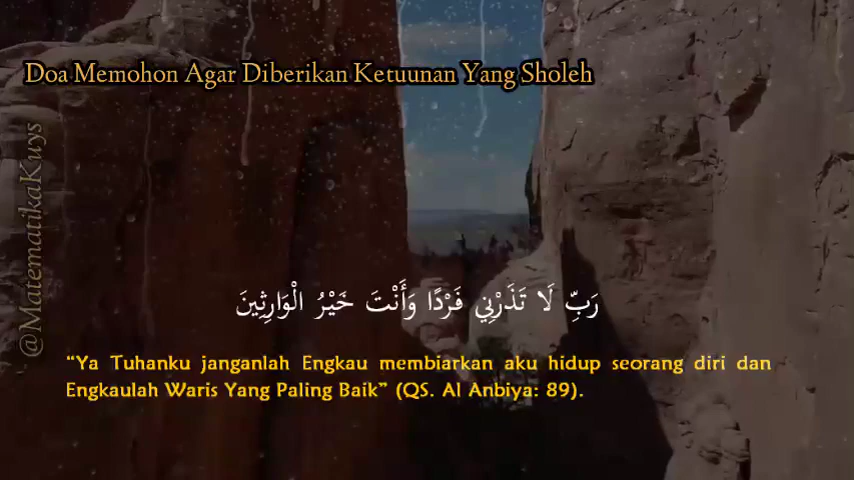 Doa Memohon Agar Diberikan Ketuunan Yang Sholeh
@MatematikaKuys
رَبِّ لَا تَذَرْنِي فَرْدًا وَأَنْتَ خَيْرُ الْوَارِثِينَ
“Ya Tuhanku janganlah Engkau membiarkan aku hidup seorang diri dan
Engkaulah Waris Yang Paling Baik” (QS. Al Anbiya: 89).